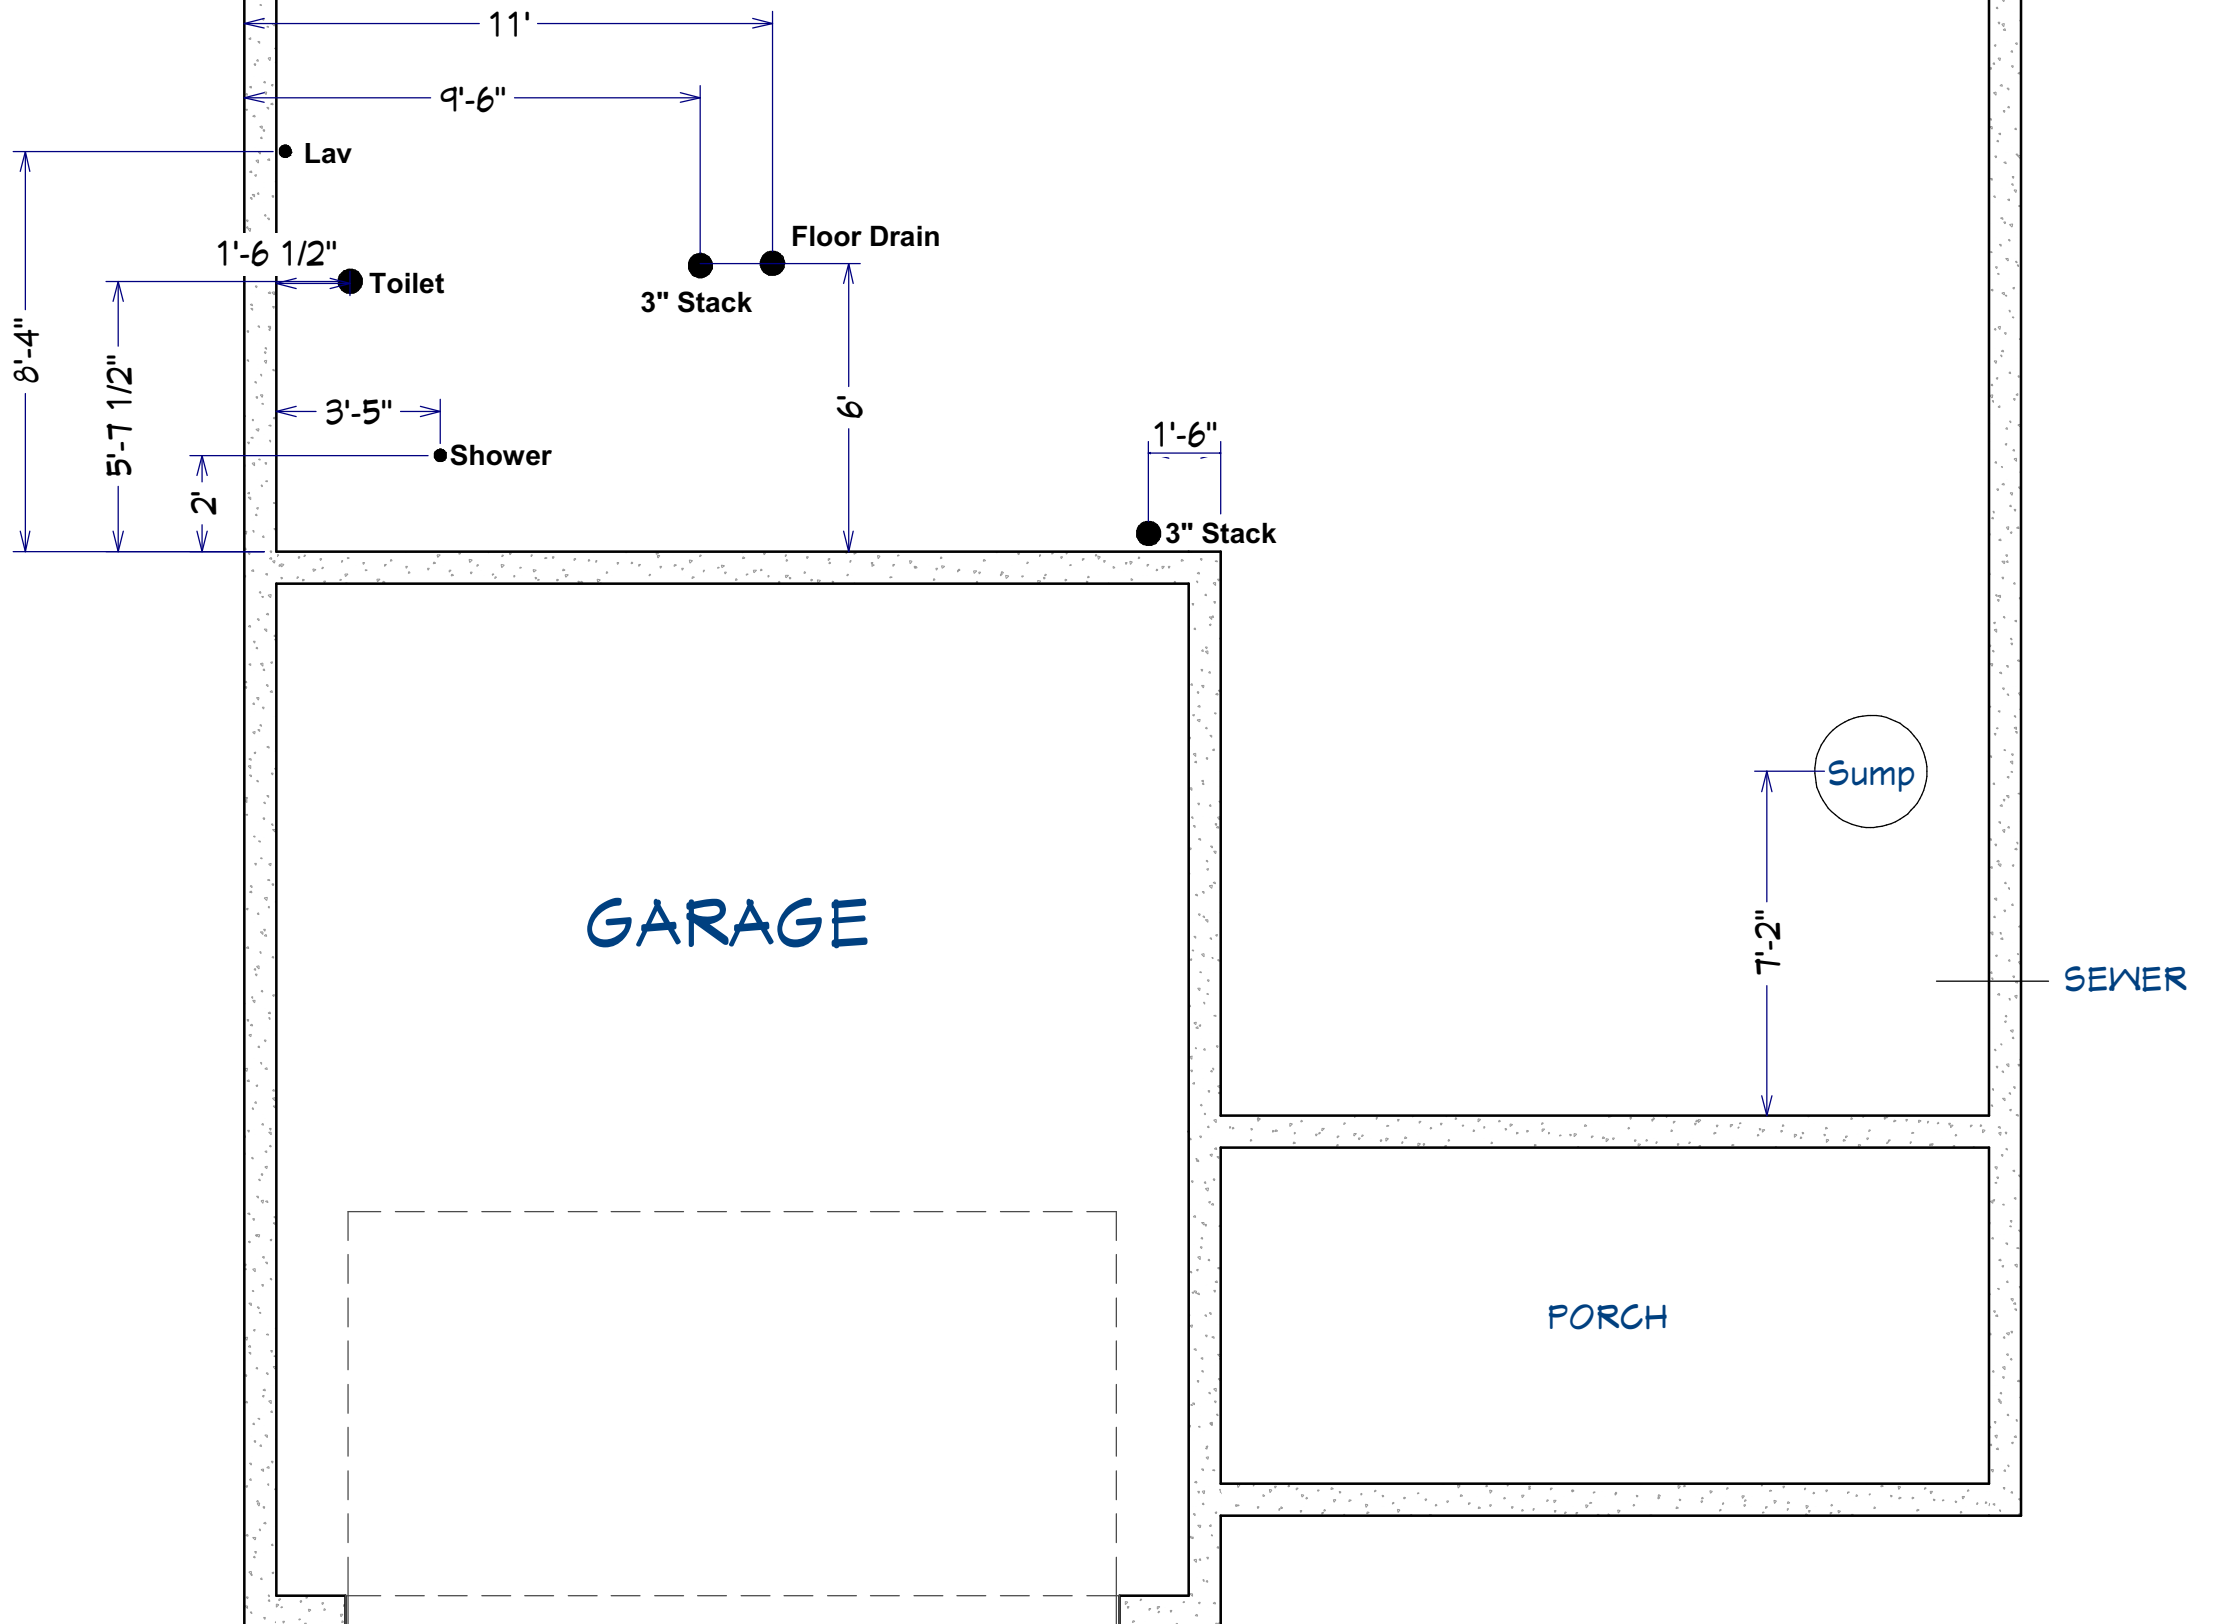 11'
9'-6"
Lav
Floor Drain
1'-6 1/2"
Toilet
3" Stack
8'-4"
5'-7 1/2"
3'-5"
6'
1'-6"
Shower
2'
3" Stack
Sump
GARAGE
7'-2"
SEWER
PORCH